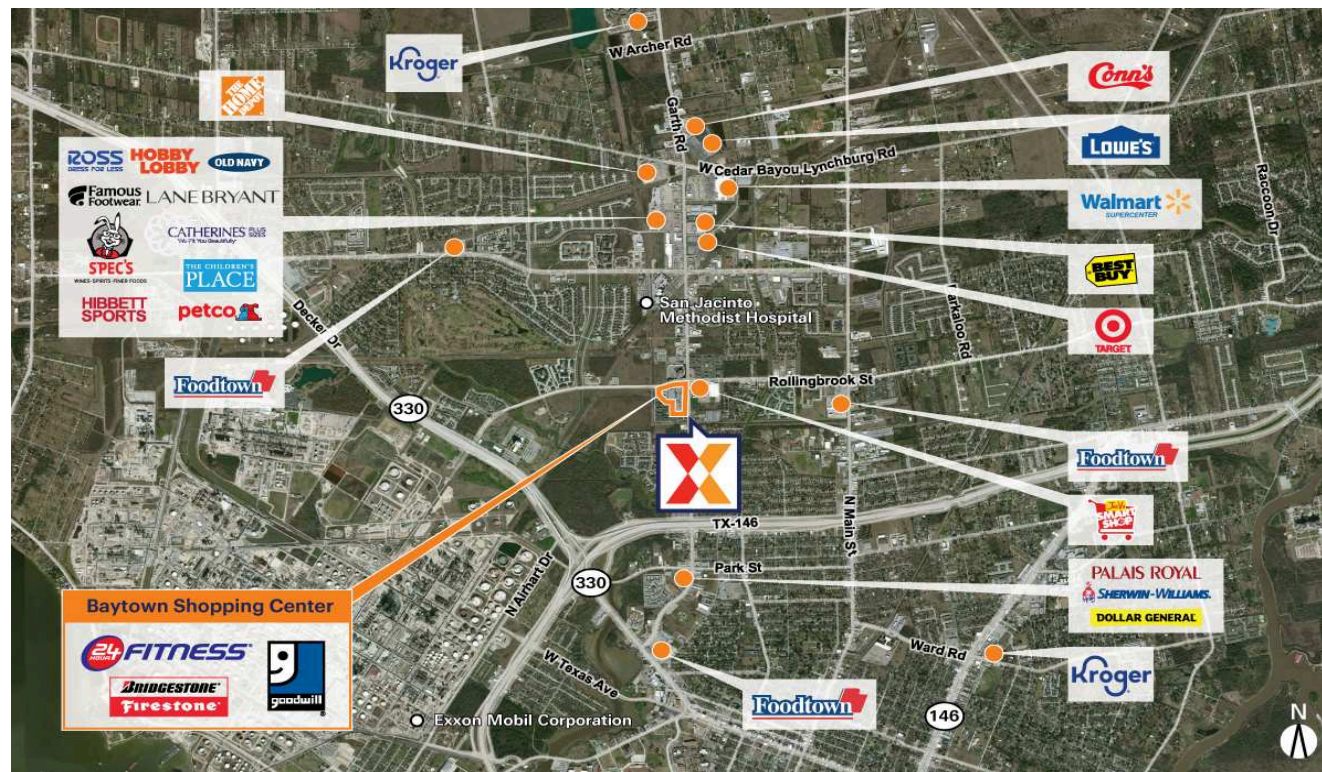 Kroger
W Archer Rd
Conn's
THE HOME DEPOT
Garth Rd
LOWE'S
ROSS
DRESS FOR LESS
HOBBY LOBBY
OLD NAVY
W Cedar Bayou Lynchburg Rd
Raccoon Dr
Famous Footwear
LANE BRYANT
Walmart
SUPERCENTER
SPEC'S
WINES·SPIRITS·FINER FOODS
CATHERINES
We Fit You Beautifully
THE CHILDREN'S PLACE
BEST BUY
HIBBETT SPORTS
petco
San Jacinto
Methodist Hospital
Decker Dr
TARGET
Foodtown
Rollingbrook St
330
Foodtown
SMART SHOP
TX-146
N Main St
Park St
N Airhart Dr
330
PALAIS ROYAL
SHERWIN-WILLIAMS.
DOLLAR GENERAL
Baytown Shopping Center
24 HOUR FITNESS
goodwill
BRIDGESTONE
Firestone
Ward Rd
Kroger
W Texas Ave
Foodtown
Exxon Mobil Corporation
146
N